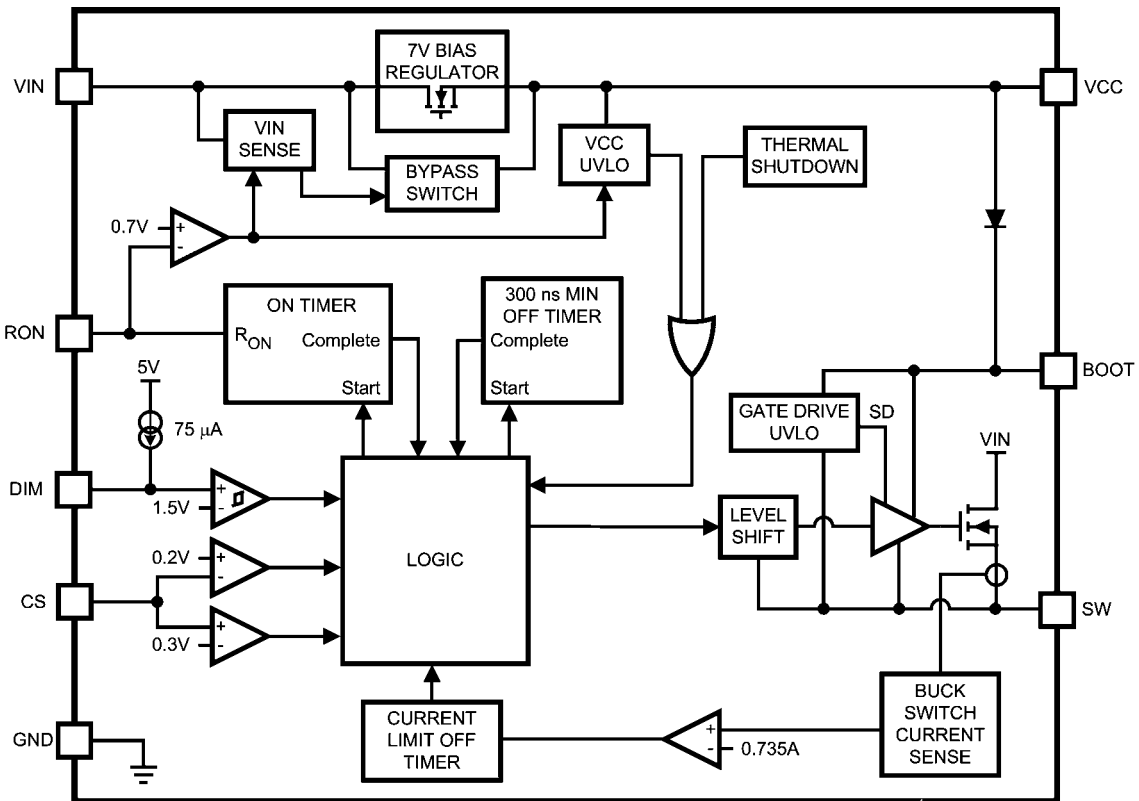 7V BIAS
REGULATOR
VIN
VCC
VIN
SENSE
BYPASS
SWITCH
VCC
UVLO
THERMAL
SHUTDOWN
0.7V
+
-
ON TIMER
RON
Complete
Start
300 ns MIN
OFF TIMER
Complete
Start
RON
5V
75 µA
BOOT
GATE DRIVE
UVLO
SD
VIN
DIM
+
1.5V
-
LOGIC
LEVEL
SHIFT
0.2V
+
-
CS
+
0.3V
-
SW
GND
CURRENT
LIMIT OFF
TIMER
+
-
0.735A
BUCK
SWITCH
CURRENT
SENSE